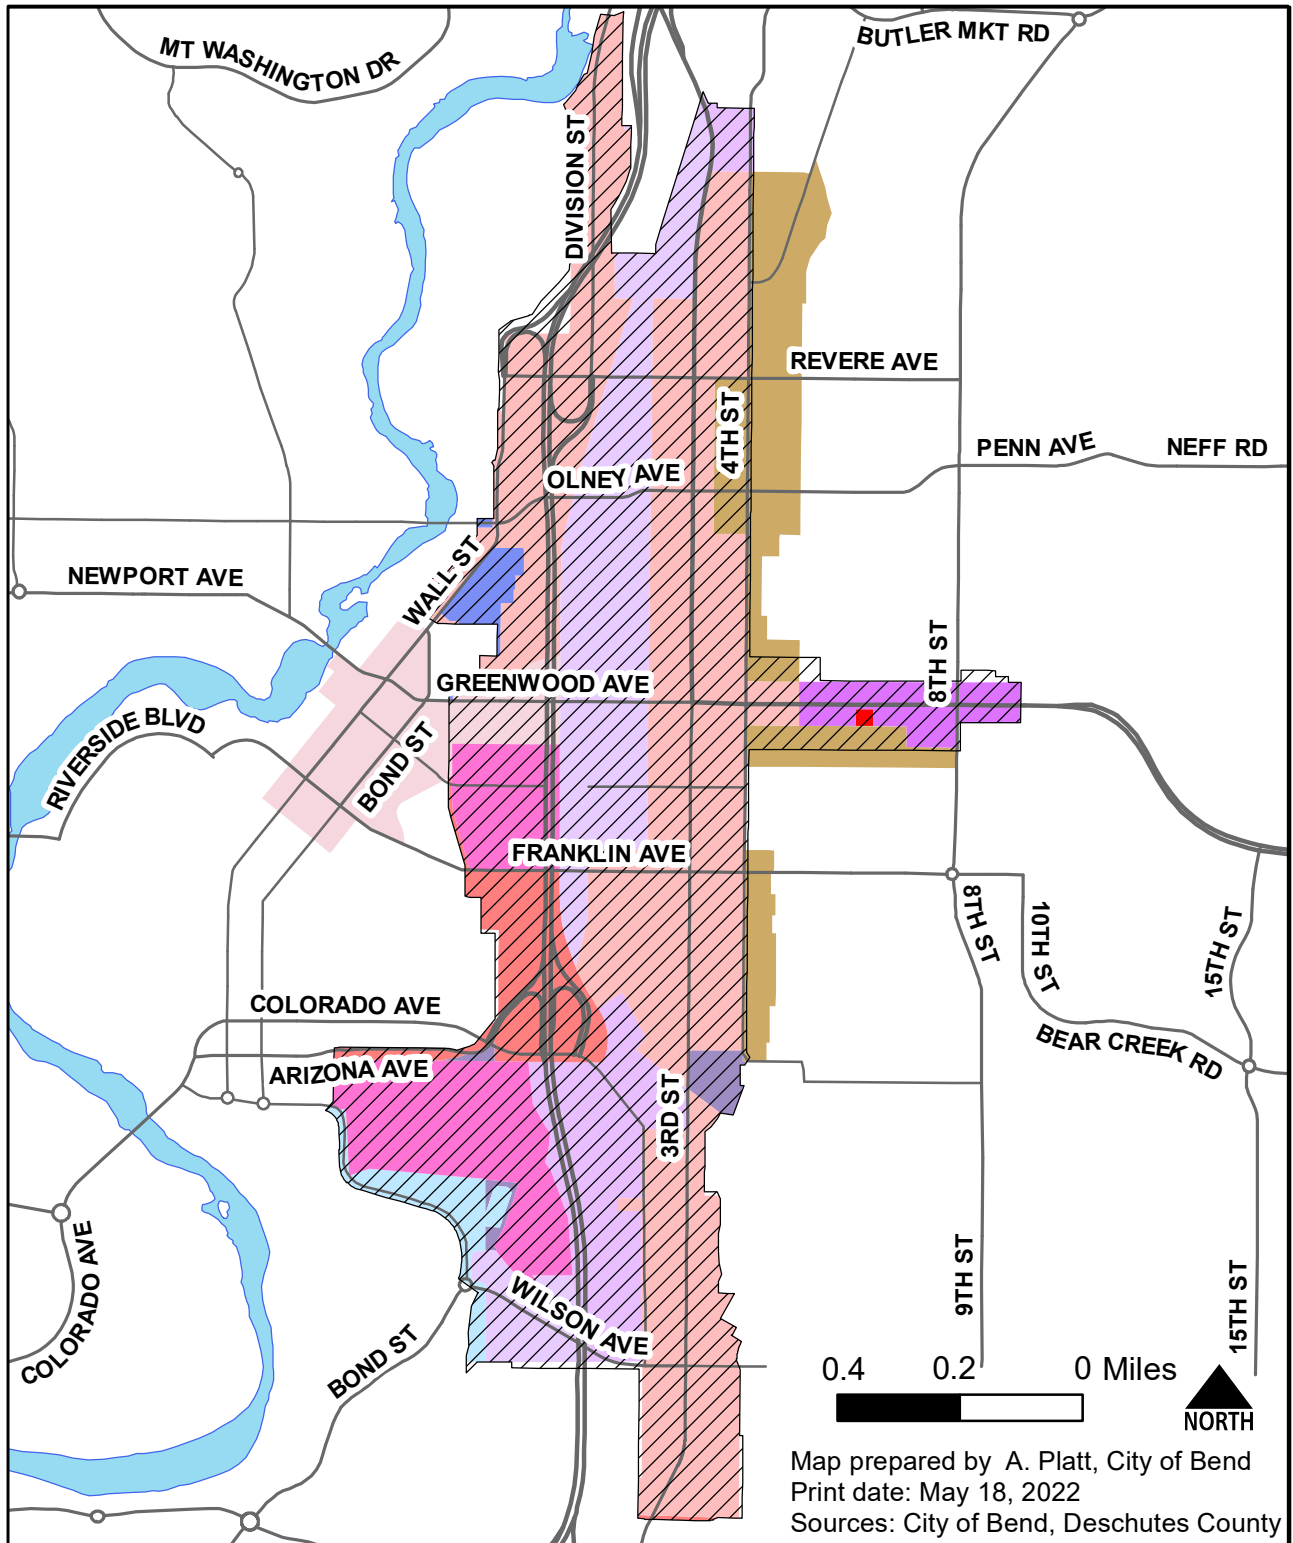 MT WASHINGTON DR
BUTLER MKT RD
DIVISION ST
REVERE AVE
4TH ST
PENN AVE
NEFF RD
OLNEY AVE
WALL ST
NEWPORT AVE
8TH ST
GREENWOOD AVE
RIVERSIDE BLVD
BOND ST
FRANKLIN AVE
8TH ST
10TH ST
15TH ST
COLORADO AVE
BEAR CREEK RD
ARIZONA AVE
3RD ST
COLORADO AVE
9TH ST
15TH ST
WILSON AVE
BOND ST
0.4 0.2 0 Miles
NORTH
Map prepared by A. Platt, City of Bend
Print date: May 18, 2022
Sources: City of Bend, Deschutes County